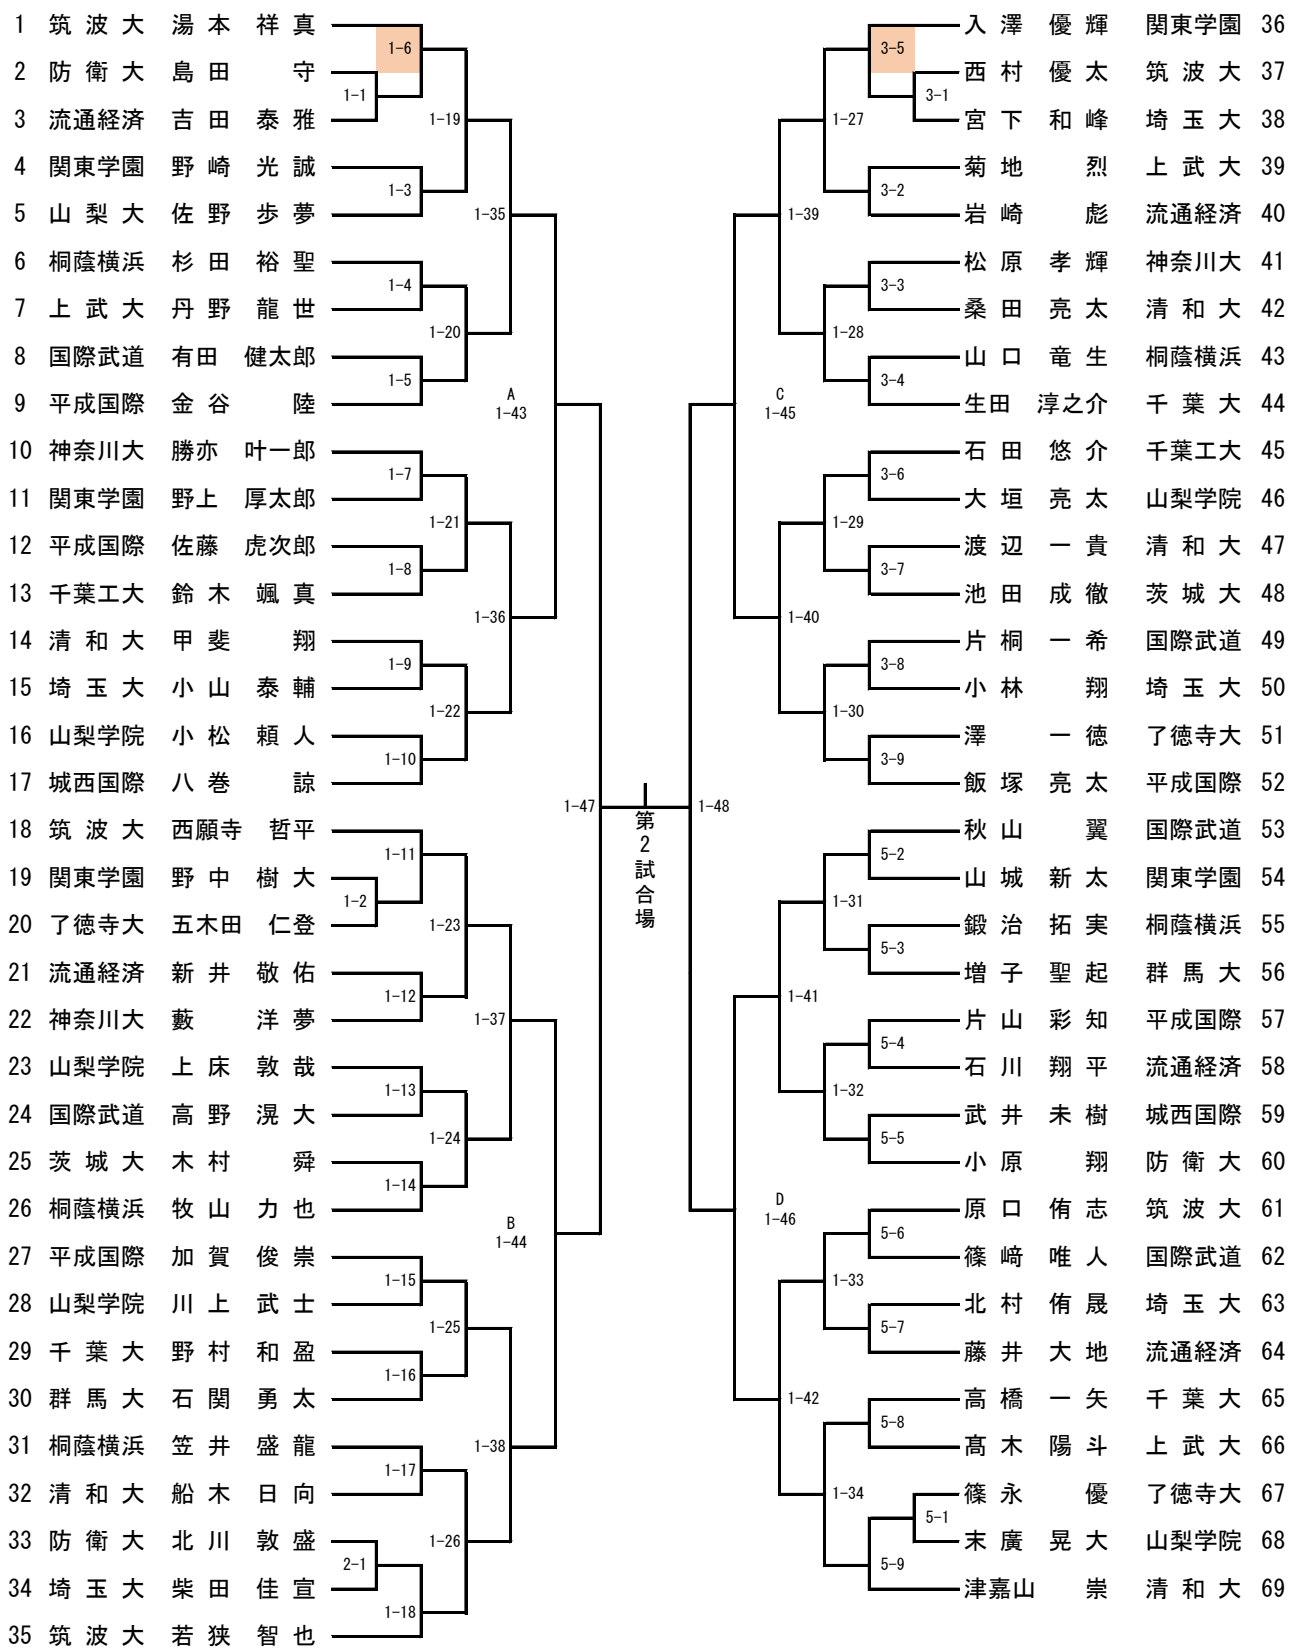 1 筑波大 湯本 祥真
2 防衛大 島田 守
3 流通経済 吉田 泰雅
4 関東学園 野崎 光誠
5 山梨大 佐野 歩夢
6 桐蔭横浜 杉田 裕聖
7 上武大 丹野 龍世
8 国際武道 有田 健太郎
9 平成国際 金谷 陸
10 神奈川大 勝亦 叶一郎
11 関東学園 野上 厚太郎
12 平成国際 佐藤 虎次郎
13 千葉工大 鈴木 颯真
14 清和大 甲斐 翔
15 埼玉大 小山 泰輔
16 山梨学院 小松 頼人
17 城西国際 八巻 諒
18 筑波大 西願寺 哲平
19 関東学園 野中 樹大
20 了徳寺大 五木田 仁登
21 流通経済 新井 敬佑
22 神奈川大 藪 洋夢
23 山梨学院 上床 敦哉
24 国際武道 高野 滉大
25 茨城大 木村 舜
26 桐蔭横浜 牧山 力也
27 平成国際 加賀 俊崇
28 山梨学院 川上 武士
29 千葉大 野村 和盈
30 群馬大 石関 勇太
31 桐蔭横浜 笠井 盛龍
32 清和大 船木 日向
33 防衛大 北川 敦盛
34 埼玉大 柴田 佳宣
35 筑波大 若狭 智也
1-1
1-2
2-1
1-6
1-3
1-4
1-5
1-7
1-8
1-9
1-10
1-11
1-12
1-13
1-14
1-15
1-16
1-17
1-18
1-19
1-20
1-21
1-22
1-23
1-24
1-25
1-26
1-35
1-36
1-37
1-38
A
1-43
B
1-44
1-47
第2試合場
1-48
C
1-45
D
1-46
1-39
1-40
1-41
1-42
1-27
1-28
1-29
1-30
1-31
1-32
1-33
1-34
3-5
3-2
3-3
3-4
3-6
3-7
3-8
3-9
5-2
5-3
5-4
5-5
5-6
5-7
5-8
5-9
3-1
5-1
入澤 優輝 関東学園 36
西村 優太 筑波大 37
宮下 和峰 埼玉大 38
菊地 烈 上武大 39
岩崎 彪 流通経済 40
松原 孝輝 神奈川大 41
桑田 亮太 清和大 42
山口 竜生 桐蔭横浜 43
生田 淳之介 千葉大 44
石田 悠介 千葉工大 45
大垣 亮太 山梨学院 46
渡辺 一貴 清和大 47
池田 成徹 茨城大 48
片桐 一希 国際武道 49
小林 翔 埼玉大 50
澤 一徳 了徳寺大 51
飯塚 亮太 平成国際 52
秋山 翼 国際武道 53
山城 新太 関東学園 54
鍛治 拓実 桐蔭横浜 55
増子 聖起 群馬大 56
片山 彩知 平成国際 57
石川 翔平 流通経済 58
武井 未樹 城西国際 59
小原 翔 防衛大 60
原口 侑志 筑波大 61
篠﨑 唯人 国際武道 62
北村 侑晟 埼玉大 63
藤井 大地 流通経済 64
高橋 一矢 千葉大 65
髙木 陽斗 上武大 66
篠永 優 了徳寺大 67
末廣 晃大 山梨学院 68
津嘉山 崇 清和大 69